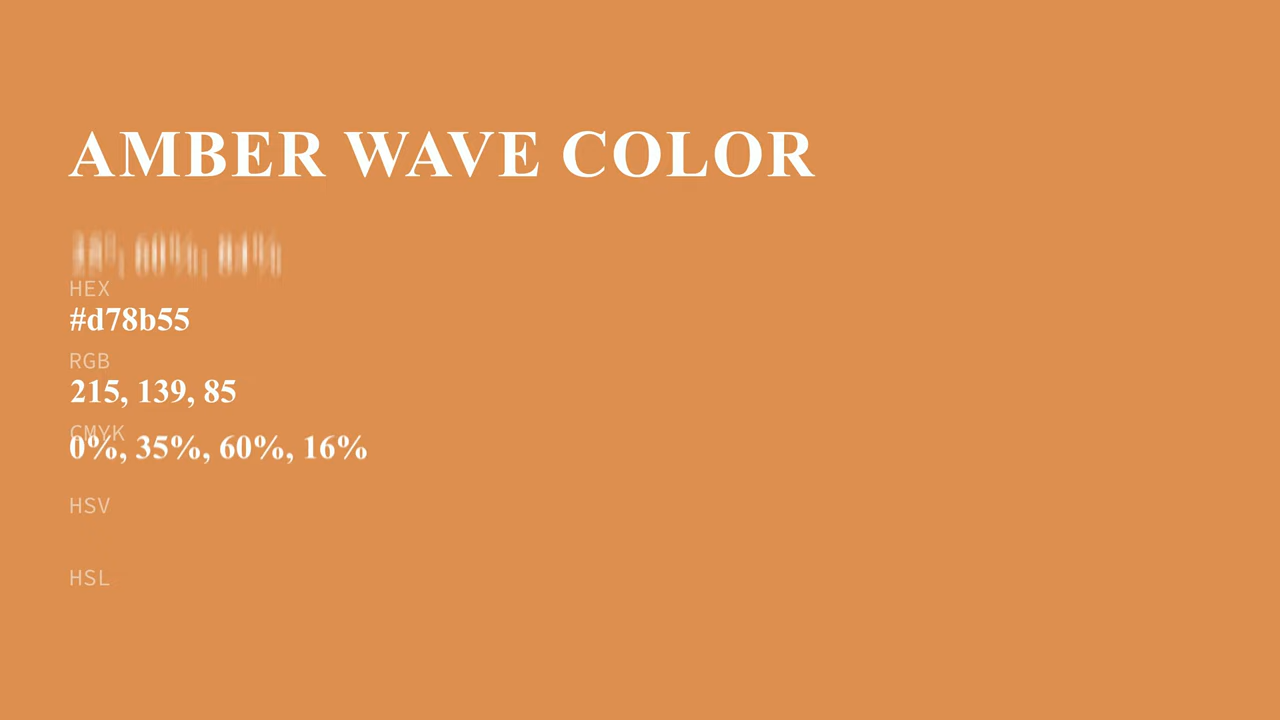 AMBER WAVE COLOR
HEX
#d78b55
RGB
215, 139, 85
CMYK
0%, 35%, 60%, 16%
HSV
HSL